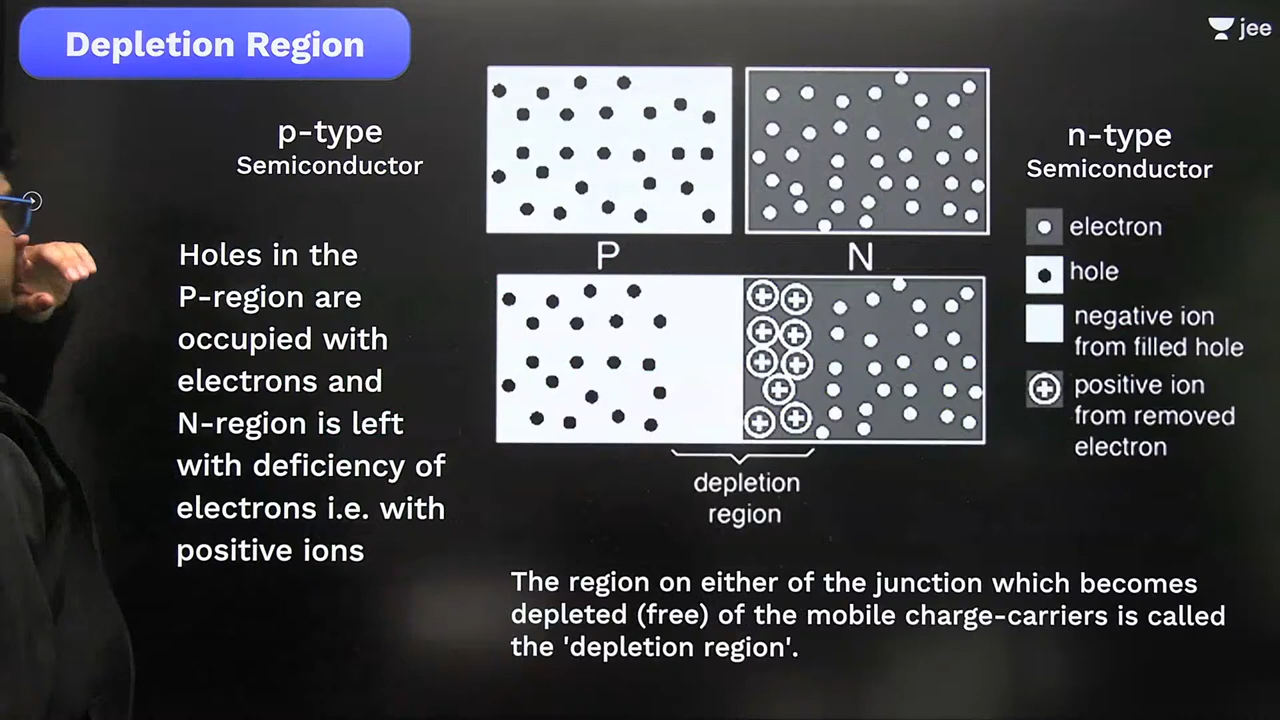 Depletion Region
jee
p-type
Semiconductor
n-type
Semiconductor
electron
hole
negative ion
from filled hole
positive ion
from removed
electron
Holes in the
P-region are
occupied with
electrons and
N-region is left
with deficiency of
electrons i.e. with
positive ions
P
N
depletion
region
The region on either of the junction which becomes
depleted (free) of the mobile charge-carriers is called
the 'depletion region'.